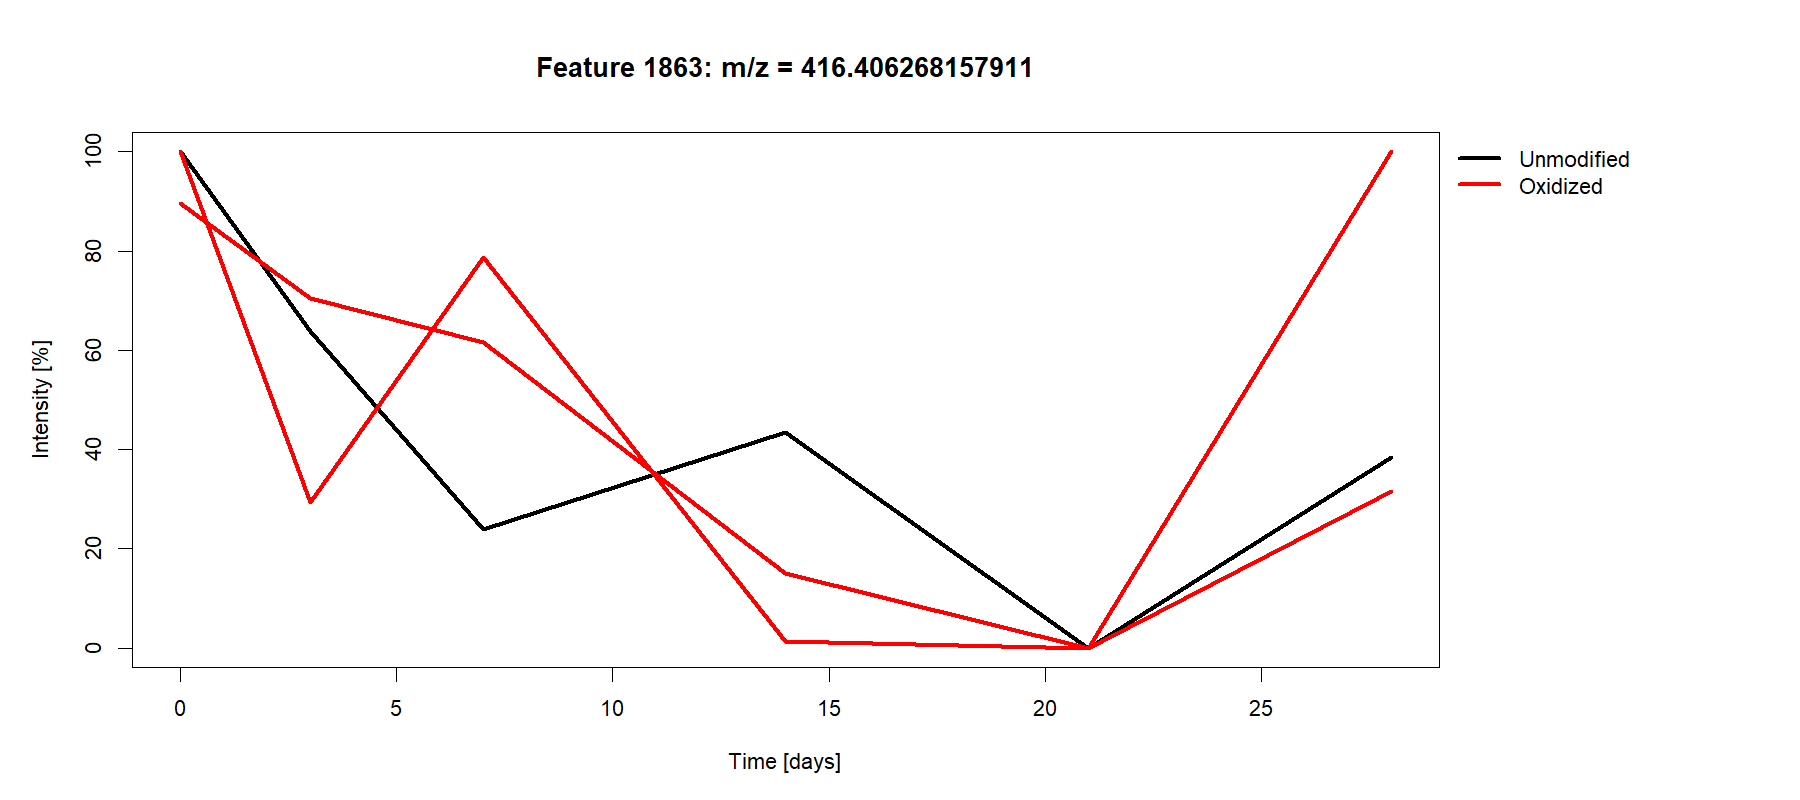 Feature 1863: m/z = 416.406268157911
Unmodified
Oxidized
Intensity [%]
100
80
60
40
20
0
0 5 10 15 20 25
Time [days]